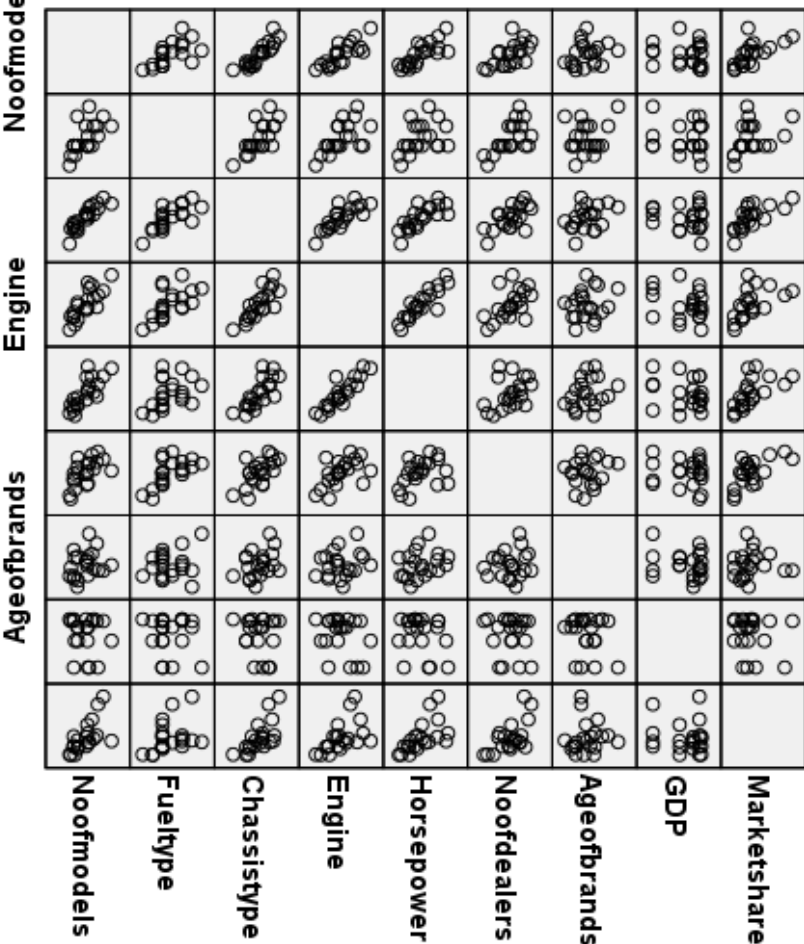 Noofmode
Engine
Ageofbrands
Noofmodels
Fueltype
Chassistype
Engine
Horsepower
Noofdealers
Ageofbrands
GDP
Marketshare